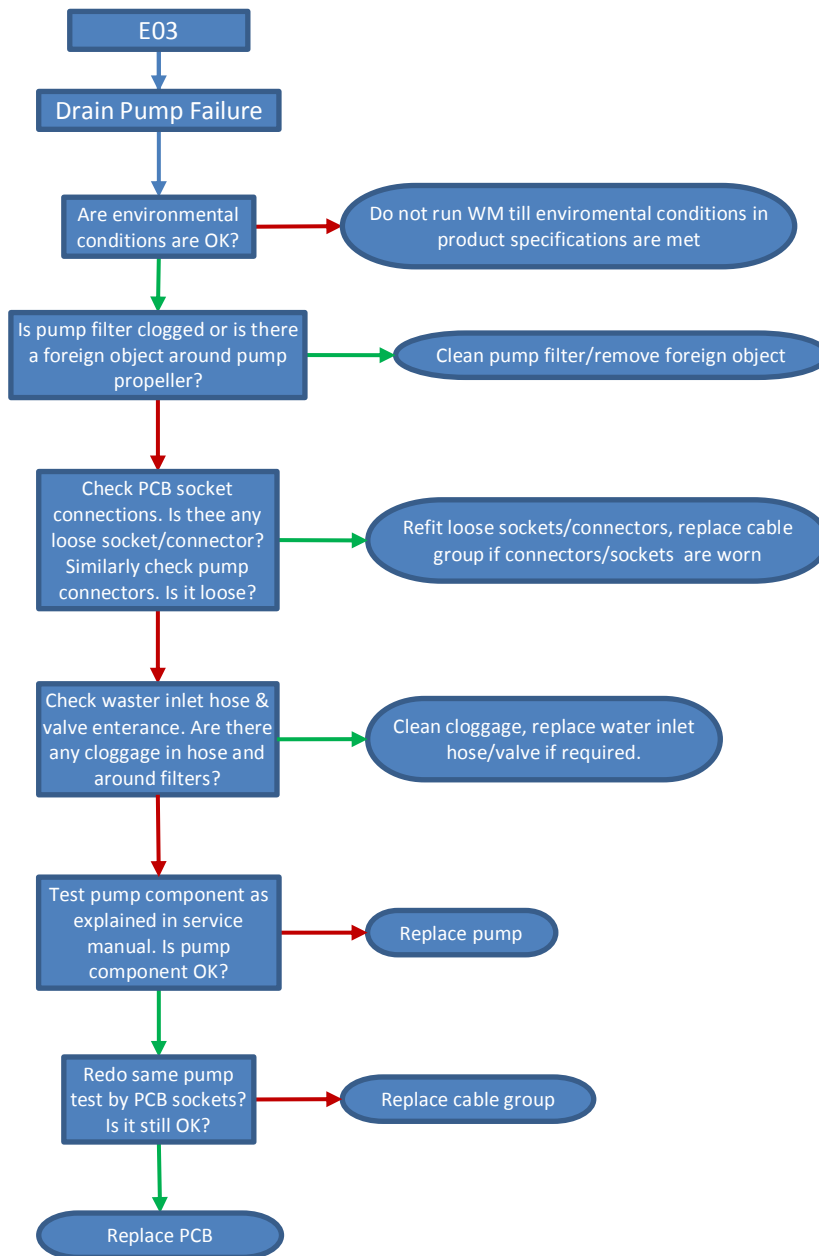 E03
Drain Pump Failure
Are environmental
conditions are OK?
Do not run WM till enviromental conditions in
product specifications are met
Is pump filter clogged or is there
a foreign object around pump
propeller?
Clean pump filter/remove foreign object
Check PCB socket
connections. Is thee any
loose socket/connector?
Similarly check pump
connectors. Is it loose?
Refit loose sockets/connectors, replace cable
group if connectors/sockets are worn
Check waster inlet hose &
valve enterance. Are there
any cloggage in hose and
around filters?
Clean cloggage, replace water inlet
hose/valve if required.
Test pump component as
explained in service
manual. Is pump
component OK?
Replace pump
Redo same pump
test by PCB sockets?
Is it still OK?
Replace cable group
Replace PCB